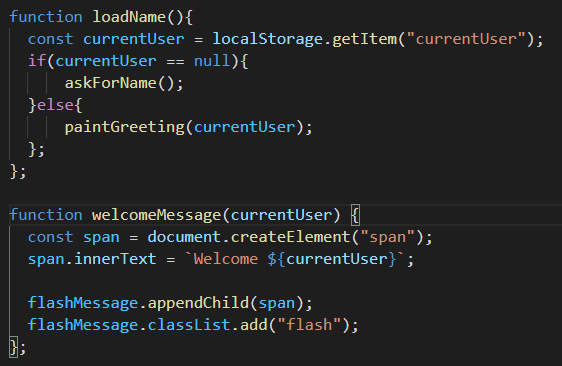 function loadName(){
  const currentUser = localStorage.getItem("currentUser");
  if(currentUser == null){
      askForName();
  }else{
      paintGreeting(currentUser);
  };
};

function welcomeMessage(currentUser) {
  const span = document.createElement("span");
  span.innerText = `Welcome ${currentUser}`;

  flashMessage.appendChild(span);
  flashMessage.classList.add("flash");
};